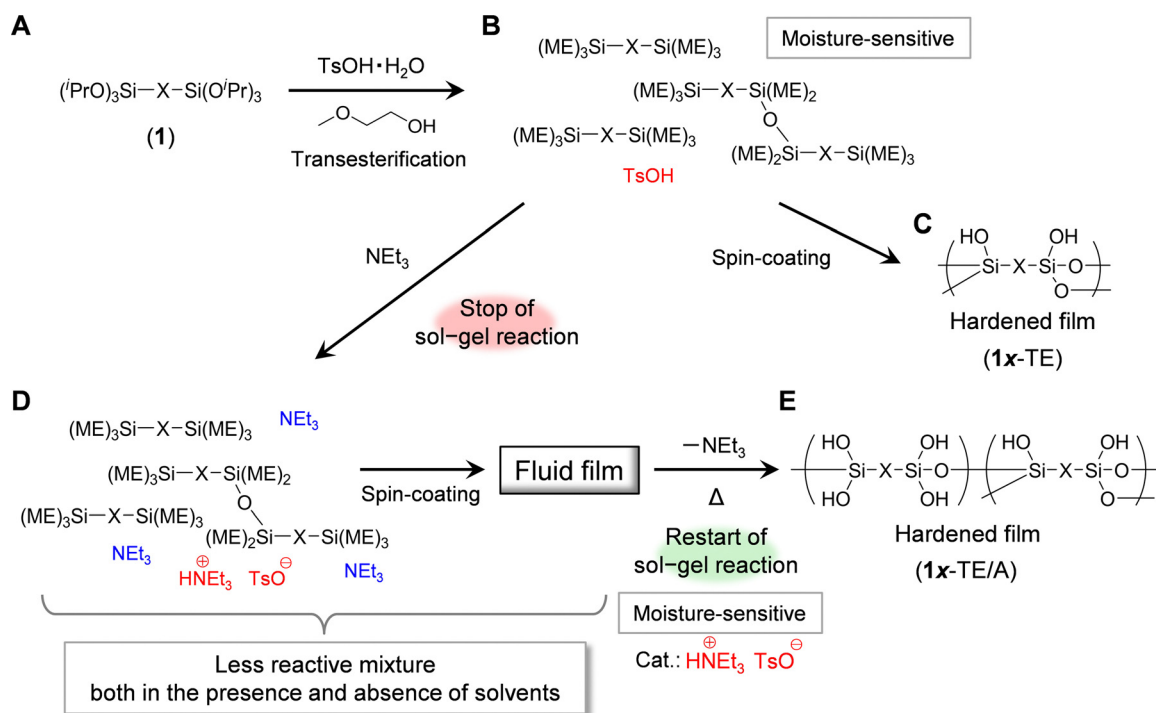 A
(ⁱPrO)₃Si—X—Si(OⁱPr)₃
(1)
TsOH·H₂O
O
OH
Transesterification
B
(ME)₃Si—X—Si(ME)₃
Moisture-sensitive
(ME)₃Si—X—Si(ME)₂
O
(ME)₃Si—X—Si(ME)₃
(ME)₂Si—X—Si(ME)₃
TsOH
NEt₃
Stop of
sol−gel reaction
Spin-coating
C
HO
OH
Si—X—Si—O
O
Hardened film
(1x-TE)
D
(ME)₃Si—X—Si(ME)₃
NEt₃
(ME)₃Si—X—Si(ME)₂
O
(ME)₃Si—X—Si(ME)₃
(ME)₂Si—X—Si(ME)₃
NEt₃
⊕
HNEt₃
⊖
TsO
NEt₃
Less reactive mixture
both in the presence and absence of solvents
Spin-coating
Fluid film
−NEt₃
Δ
Restart of
sol−gel reaction
Moisture-sensitive
Cat.: HNEt₃ TsO
⊕
⊖
E
HO
OH
HO
OH
Si—X—Si—O
Si—X—Si—O
HO
OH
O
Hardened film
(1x-TE/A)